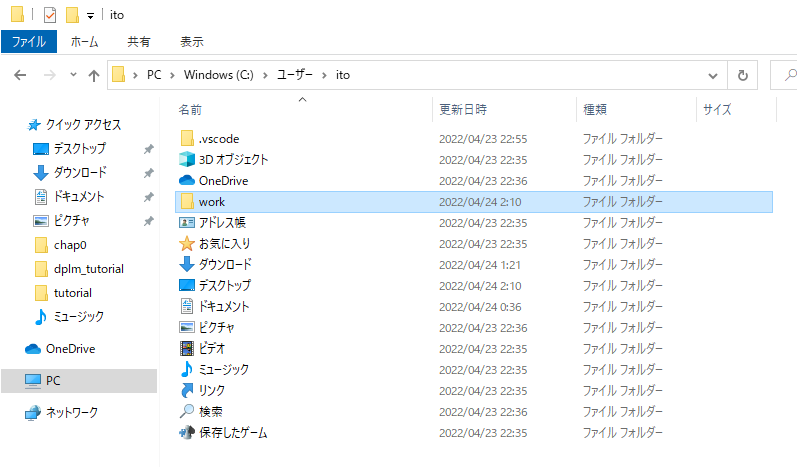 ito
ファイル ホーム 共有 表示
PC Windows (C:) ユーザー ito
名前 更新日時 種類 サイズ
クイック アクセス
デスクトップ
ダウンロード
ドキュメント
ピクチャ
chap0
dplm_tutorial
tutorial
ミュージック
OneDrive
PC
ネットワーク
.vscode 2022/04/23 22:55 ファイル フォルダー
3D オブジェクト 2022/04/23 22:35 ファイル フォルダー
OneDrive 2022/04/23 22:36 ファイル フォルダー
work 2022/04/24 2:10 ファイル フォルダー
アドレス帳 2022/04/23 22:35 ファイル フォルダー
お気に入り 2022/04/23 22:35 ファイル フォルダー
ダウンロード 2022/04/24 1:21 ファイル フォルダー
デスクトップ 2022/04/24 2:10 ファイル フォルダー
ドキュメント 2022/04/24 0:36 ファイル フォルダー
ピクチャ 2022/04/23 22:36 ファイル フォルダー
ビデオ 2022/04/23 22:35 ファイル フォルダー
ミュージック 2022/04/23 22:35 ファイル フォルダー
リンク 2022/04/23 22:35 ファイル フォルダー
検索 2022/04/23 22:36 ファイル フォルダー
保存したゲーム 2022/04/23 22:35 ファイル フォルダー